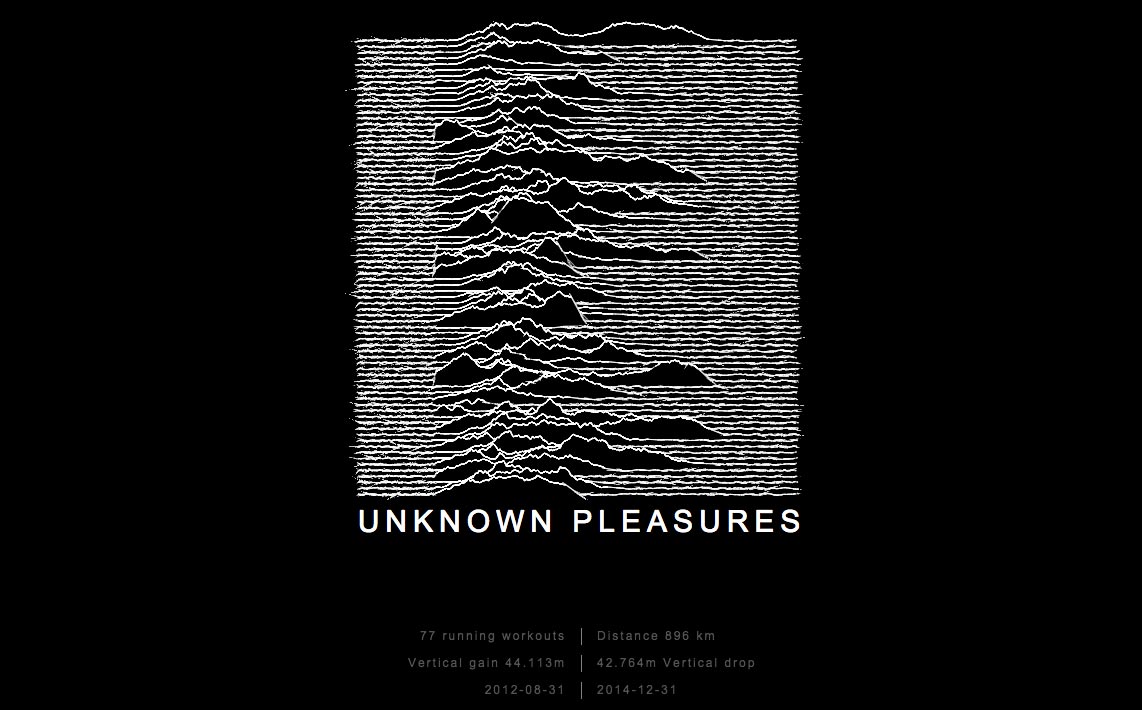 UNKNOWN PLEASURES
77 running workouts Distance 896 km
Vertical gain 44.113m 42.764m Vertical drop
2012-08-31 2014-12-31